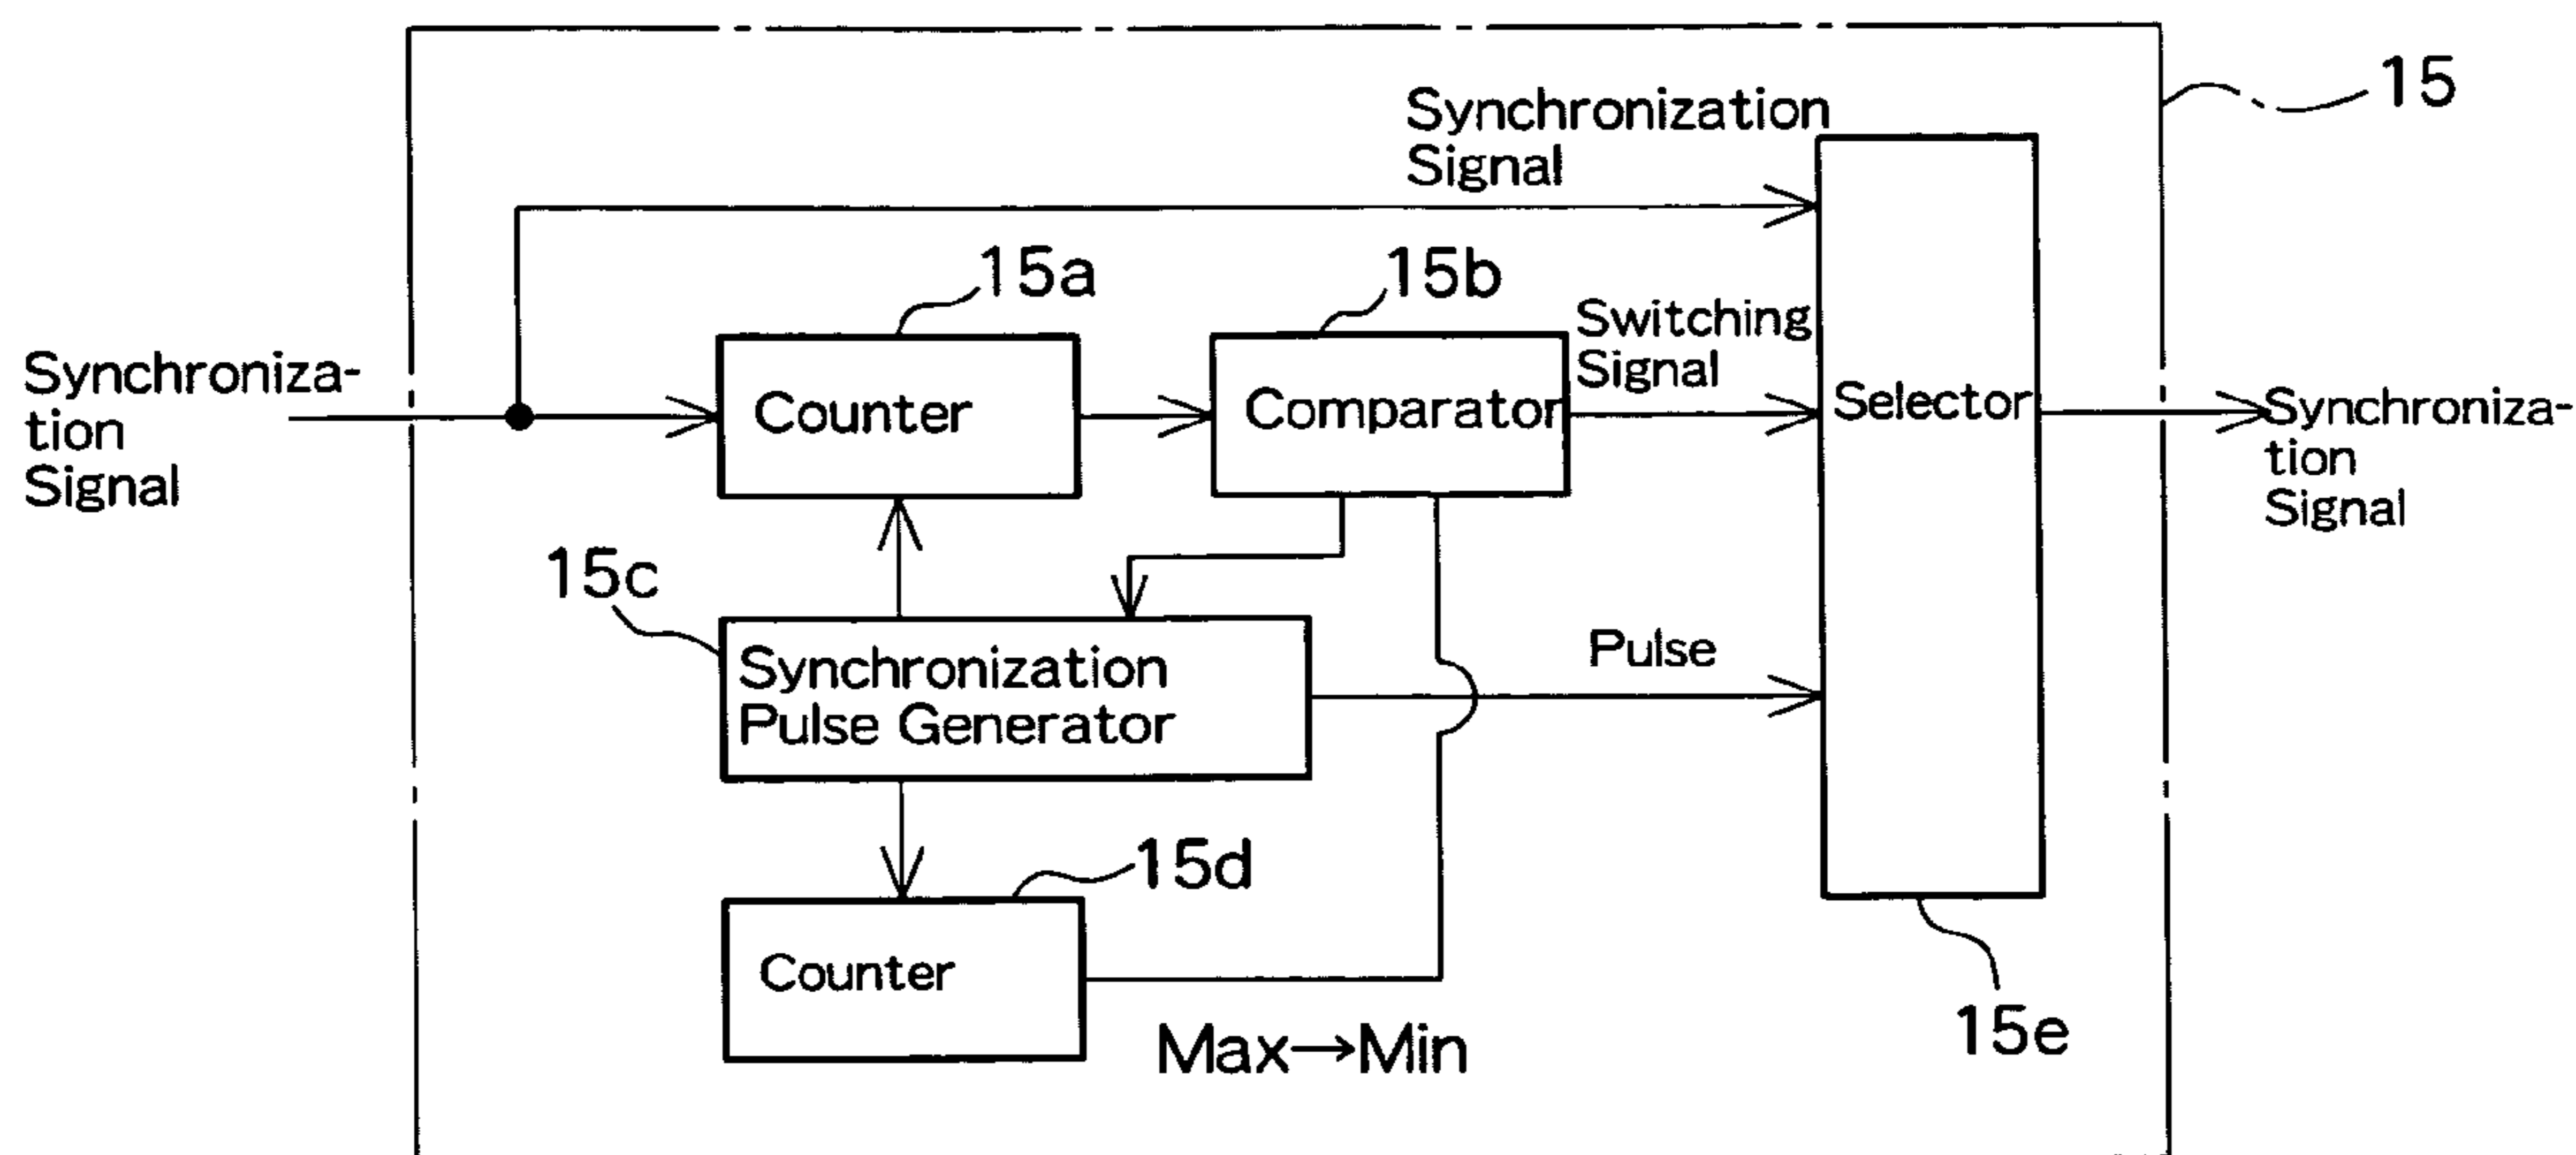 15
Synchronization
Signal
15a
15b
Synchroniza-
tion
Signal
Counter
Comparator
Switching
Signal
Selector
Synchroniza-
tion
Signal
15c
Synchronization
Pulse Generator
Pulse
15d
Counter
Max→Min
15e